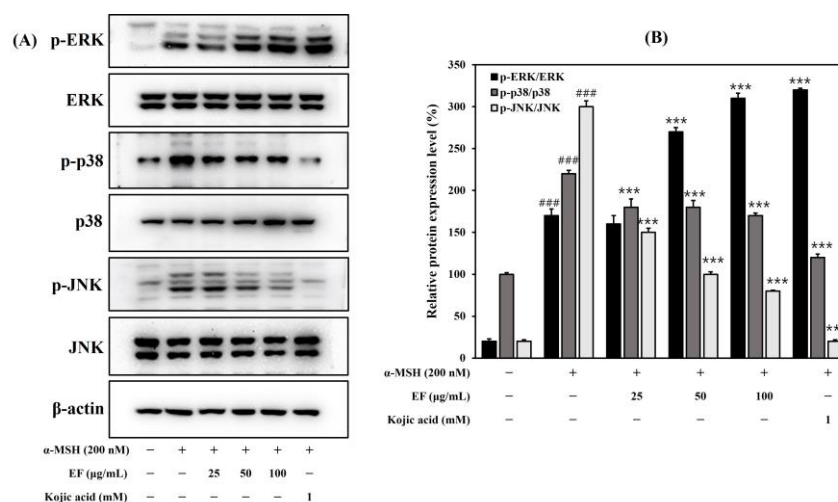 (A)
p-ERK
ERK
p-p38
p38
p-JNK
JNK
β-actin
α-MSH (200 nM) − + + + + +
EF (μg/mL) 25 50 100
Kojic acid (mM) 1
(B)
Relative protein expression level (%)
350
300
250
200
150
100
50
0
p-ERK/ERK
p-p38/p38
p-JNK/JNK
### ### ###
*** ***
*** *** ***
*** *** ***
*** *** **
α-MSH (200 nM) − + + + + +
EF (μg/mL) 25 50 100
Kojic acid (mM) 1